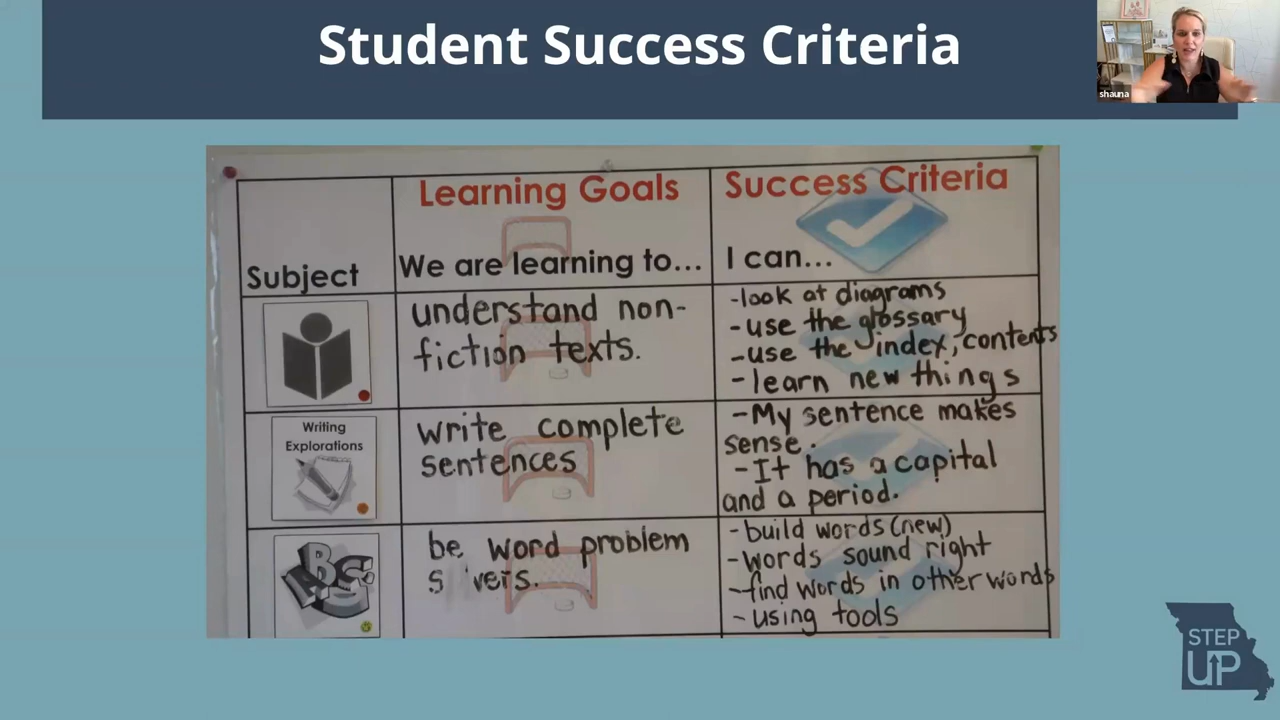 Student Success Criteria
shauna
Learning Goals
Success Criteria
Subject
We are learning to...
I can...
understand non-
fiction texts.
-look at diagrams
-use the glossary
-use the index, contents
-learn new things
Writing
Explorations
write complete
sentences
-My sentence makes
sense.
-It has a capital
and a period.
ABC
be word problem
-build words (new)
-words sound right
-find words in other words
-using tools
STEP
UP